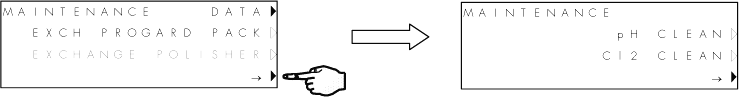 MAINTENANCE DATA
EXCH PROGARD PACK
EXCHANGE POLISHER
→
MAINTENANCE
pH CLEAN
Cl2 CLEAN
→